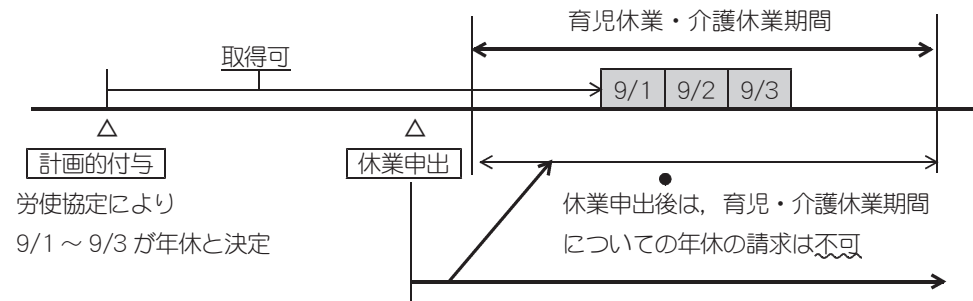 育児休業・介護休業期間
取得可
9/1 9/2 9/3
△ △
計画的付与 休業申出
労使協定により
9/1 ～ 9/3 が年休と決定
休業申出後は，育児・介護休業期間
についての年休の請求は不可